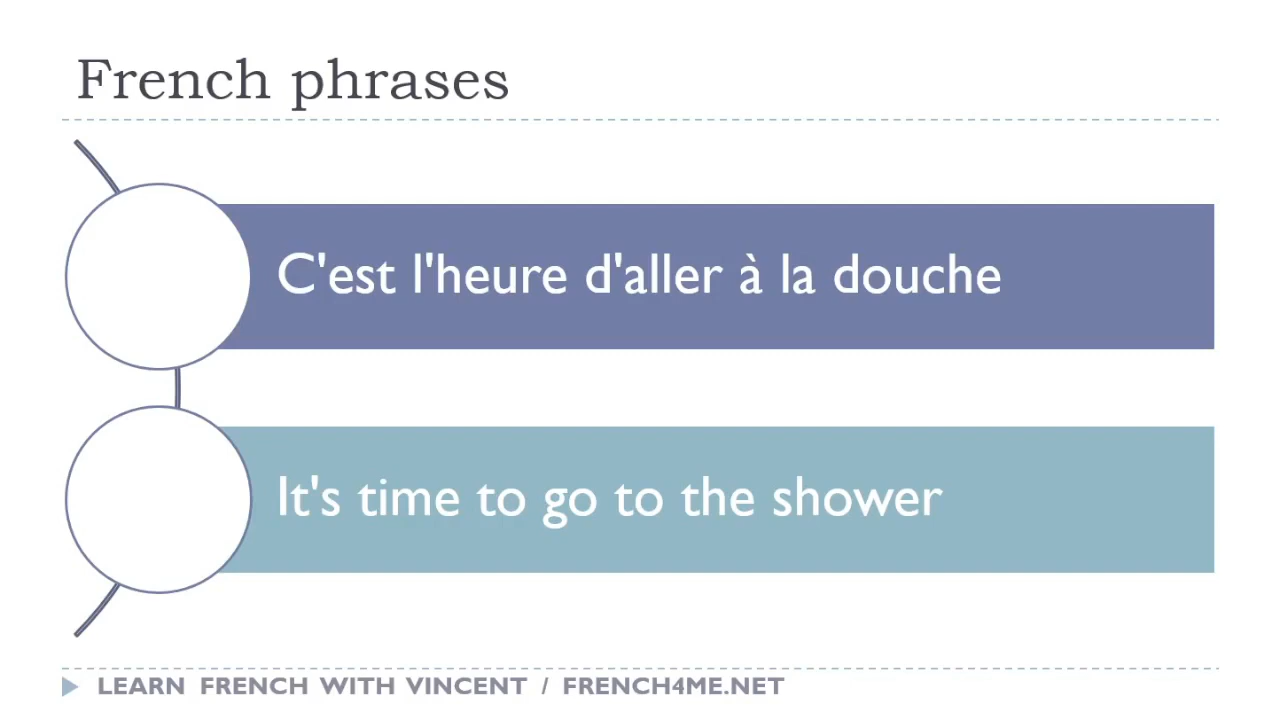 French phrases
C'est l'heure d'aller à la douche
It's time to go to the shower
LEARN FRENCH WITH VINCENT / FRENCH4ME.NET